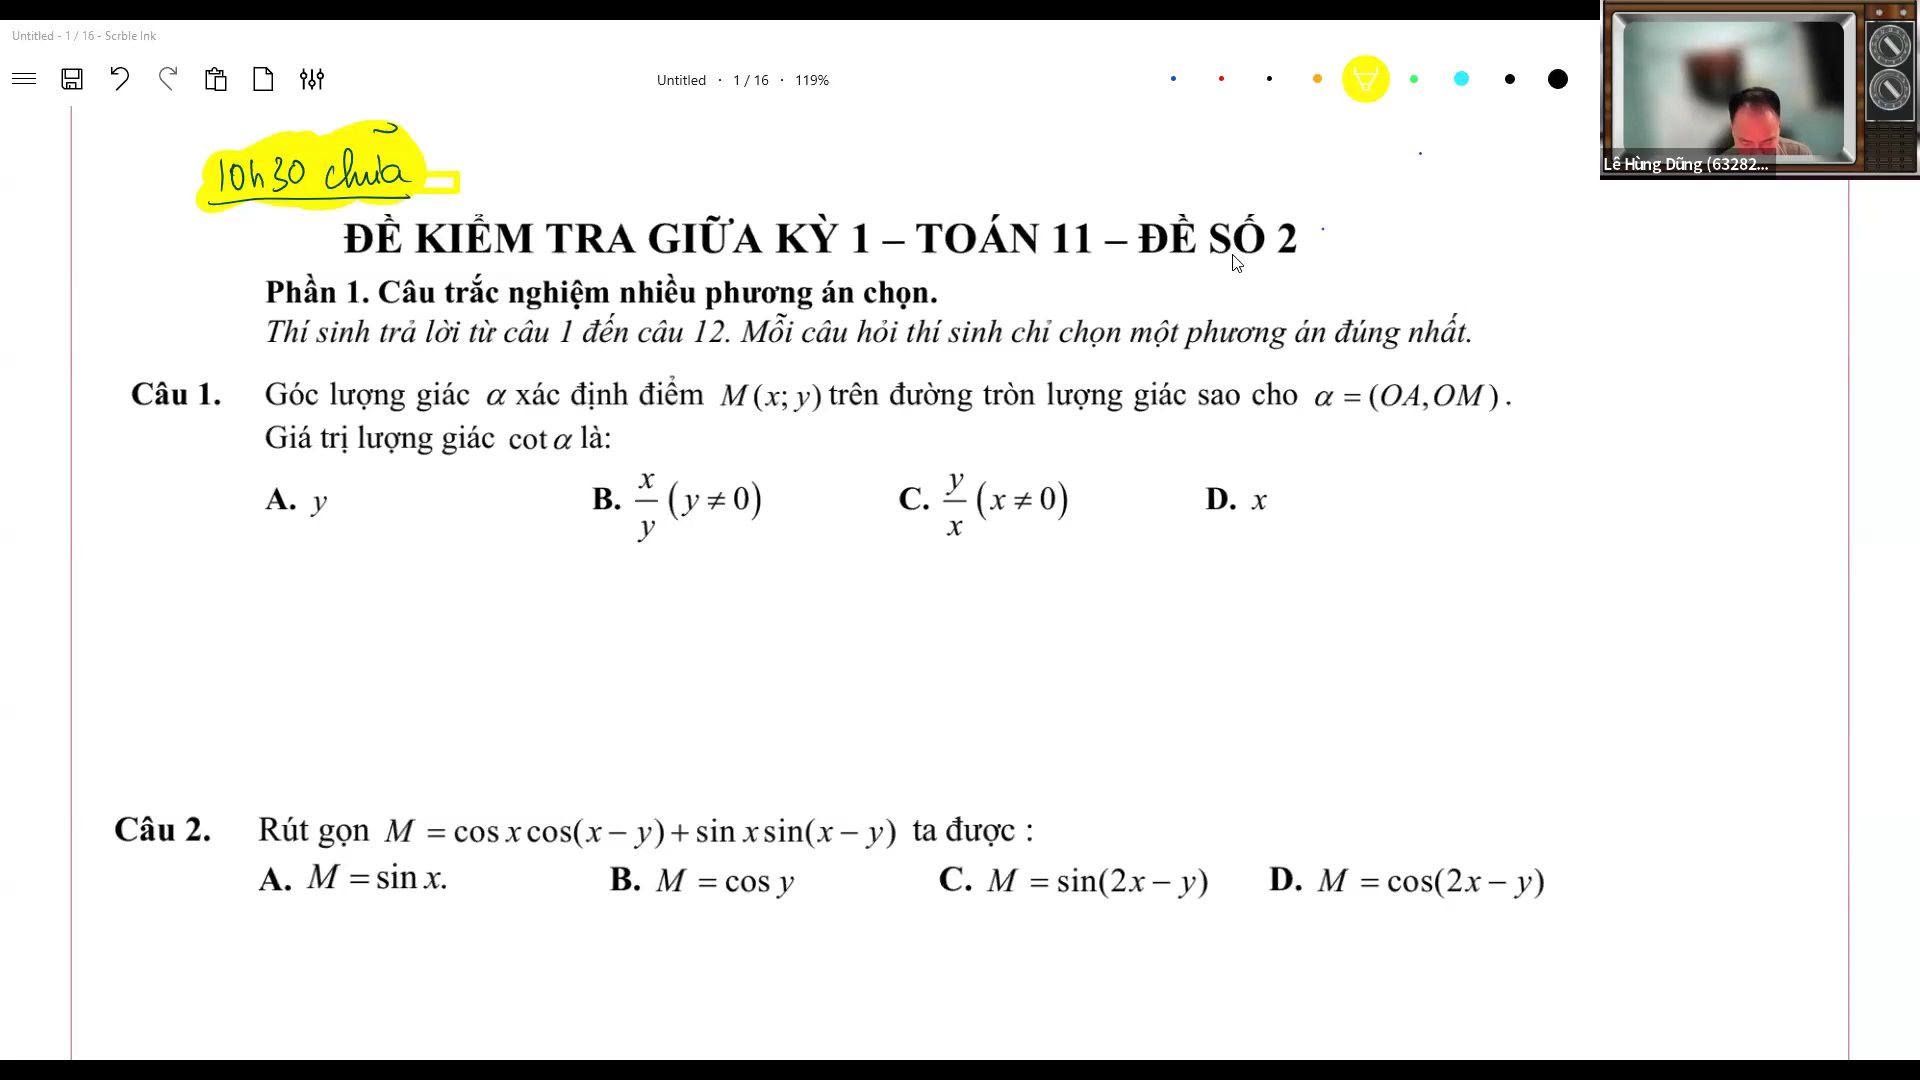 Untitled - 1 / 16 - Scrble Ink
Untitled · 1 / 16 · 119%
Lê Hùng Dũng (63282...
10h30 chữa
ĐỀ KIỂM TRA GIỮA KỲ 1 – TOÁN 11 – ĐỀ SỐ 2
Phần 1. Câu trắc nghiệm nhiều phương án chọn.
Thí sinh trả lời từ câu 1 đến câu 12. Mỗi câu hỏi thí sinh chỉ chọn một phương án đúng nhất.
Câu 1. Góc lượng giác α xác định điểm M(x; y) trên đường tròn lượng giác sao cho α = (OA, OM).
Giá trị lượng giác cot α là:
A. y B. x/y (y ≠ 0) C. y/x (x ≠ 0) D. x
Câu 2. Rút gọn M = cos x cos(x − y) + sin x sin(x − y) ta được :
A. M = sin x. B. M = cos y C. M = sin(2x − y) D. M = cos(2x − y)